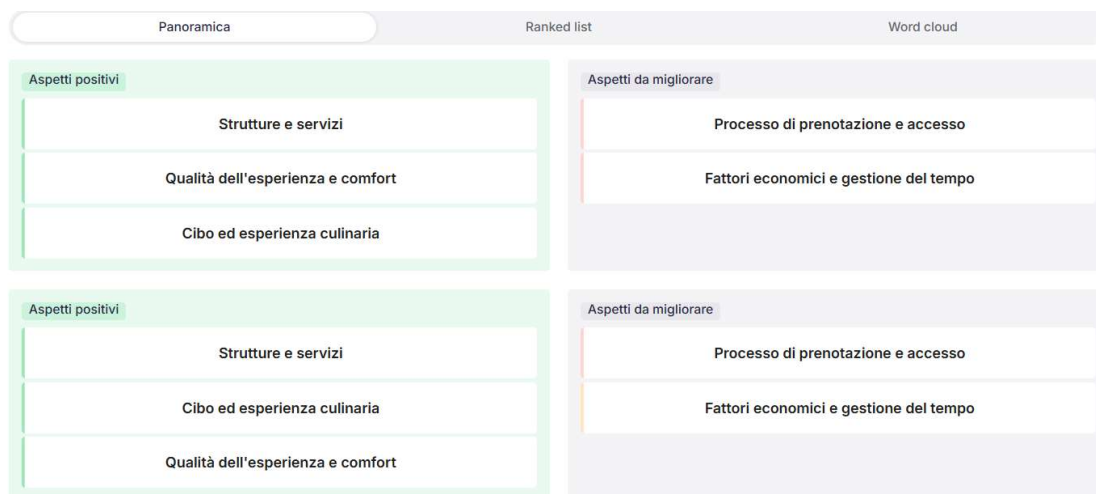 Panoramica
Ranked list
Word cloud
Aspetti positivi
Strutture e servizi
Qualità dell'esperienza e comfort
Cibo ed esperienza culinaria
Aspetti da migliorare
Processo di prenotazione e accesso
Fattori economici e gestione del tempo
Aspetti positivi
Strutture e servizi
Cibo ed esperienza culinaria
Qualità dell'esperienza e comfort
Aspetti da migliorare
Processo di prenotazione e accesso
Fattori economici e gestione del tempo